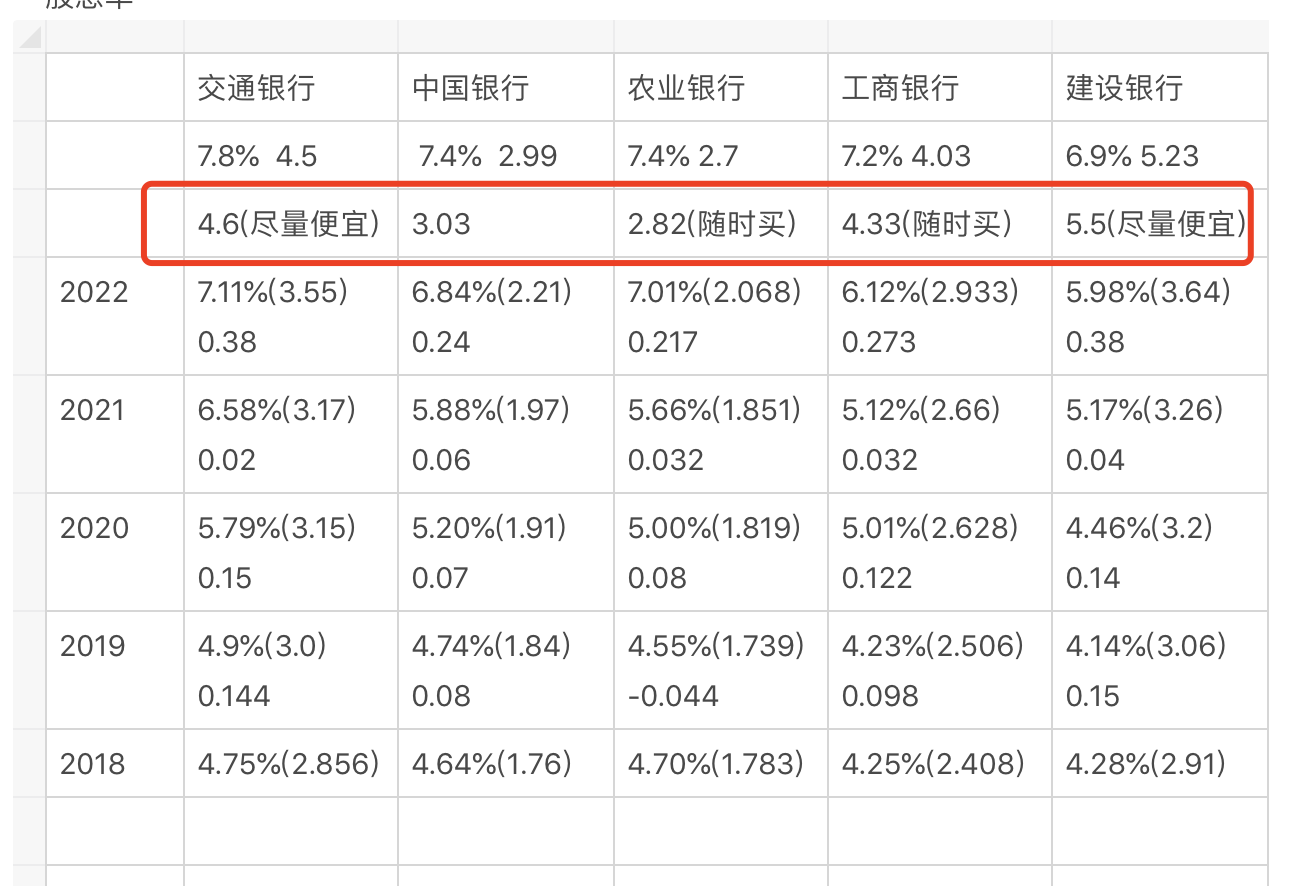 股息率
交通银行 中国银行 农业银行 工商银行 建设银行
7.8% 4.5 7.4% 2.99 7.4% 2.7 7.2% 4.03 6.9% 5.23
4.6(尽量便宜) 3.03 2.82(随时买) 4.33(随时买) 5.5(尽量便宜)
2022 7.11%(3.55) 6.84%(2.21) 7.01%(2.068) 6.12%(2.933) 5.98%(3.64)
0.38 0.24 0.217 0.273 0.38
2021 6.58%(3.17) 5.88%(1.97) 5.66%(1.851) 5.12%(2.66) 5.17%(3.26)
0.02 0.06 0.032 0.032 0.04
2020 5.79%(3.15) 5.20%(1.91) 5.00%(1.819) 5.01%(2.628) 4.46%(3.2)
0.15 0.07 0.08 0.122 0.14
2019 4.9%(3.0) 4.74%(1.84) 4.55%(1.739) 4.23%(2.506) 4.14%(3.06)
0.144 0.08 -0.044 0.098 0.15
2018 4.75%(2.856) 4.64%(1.76) 4.70%(1.783) 4.25%(2.408) 4.28%(2.91)